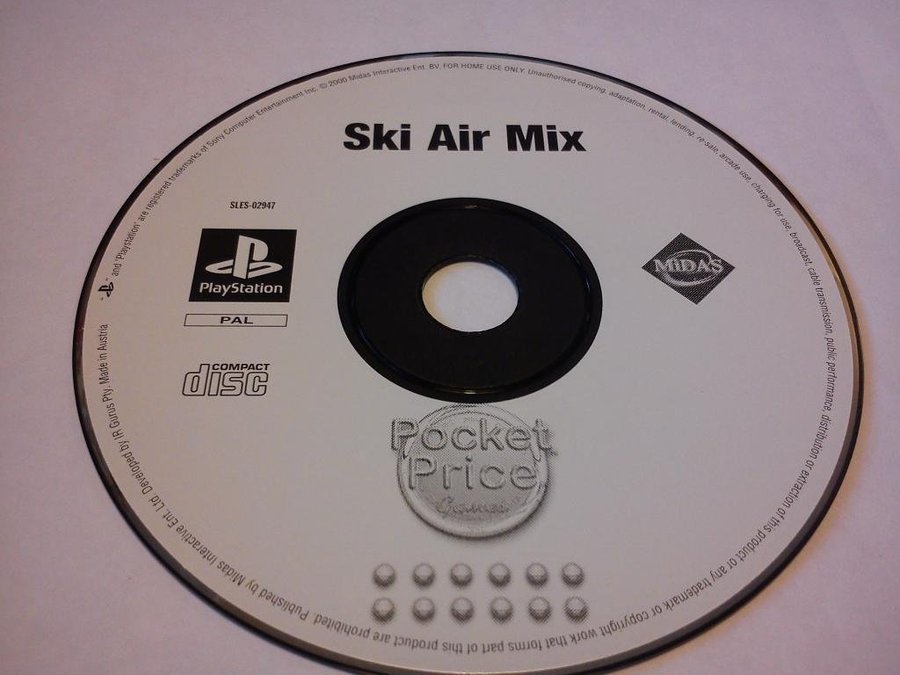 Ski Air Mix
SLES-02947
PlayStation
PAL
COMPACT
disc
MiDAS
Pocket
Price
Games
" and 'Playstation' are registered trademarks of Sony Computer Entertainment Inc. © 2000 Midas Interactive Ent. BV, FOR HOME USE ONLY. Unauthorised copying, adaptation, rental, lending, re-sale, arcade use, charging for use, broadcast, cable transmission, public performance, distribution or extraction of this product or any trademark or copyright work that forms part of this product are prohibited. Published by Midas Interactive Ent. Ltd. Developed by IR Gurus Pty. Made in Austria